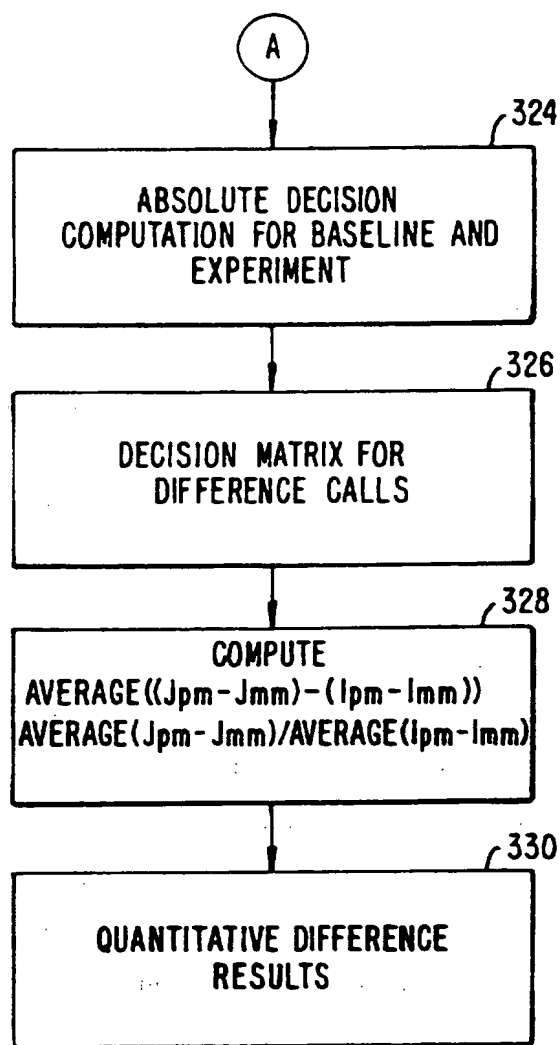 A
324
ABSOLUTE DECISION
COMPUTATION FOR BASELINE AND
EXPERIMENT
326
DECISION MATRIX FOR
DIFFERENCE CALLS
328
COMPUTE
AVERAGE((Jpm-Jmm)-(Ipm-Imm))
AVERAGE(Jpm-Jmm)/AVERAGE(Ipm-Imm)
330
QUANTITATIVE DIFFERENCE
RESULTS